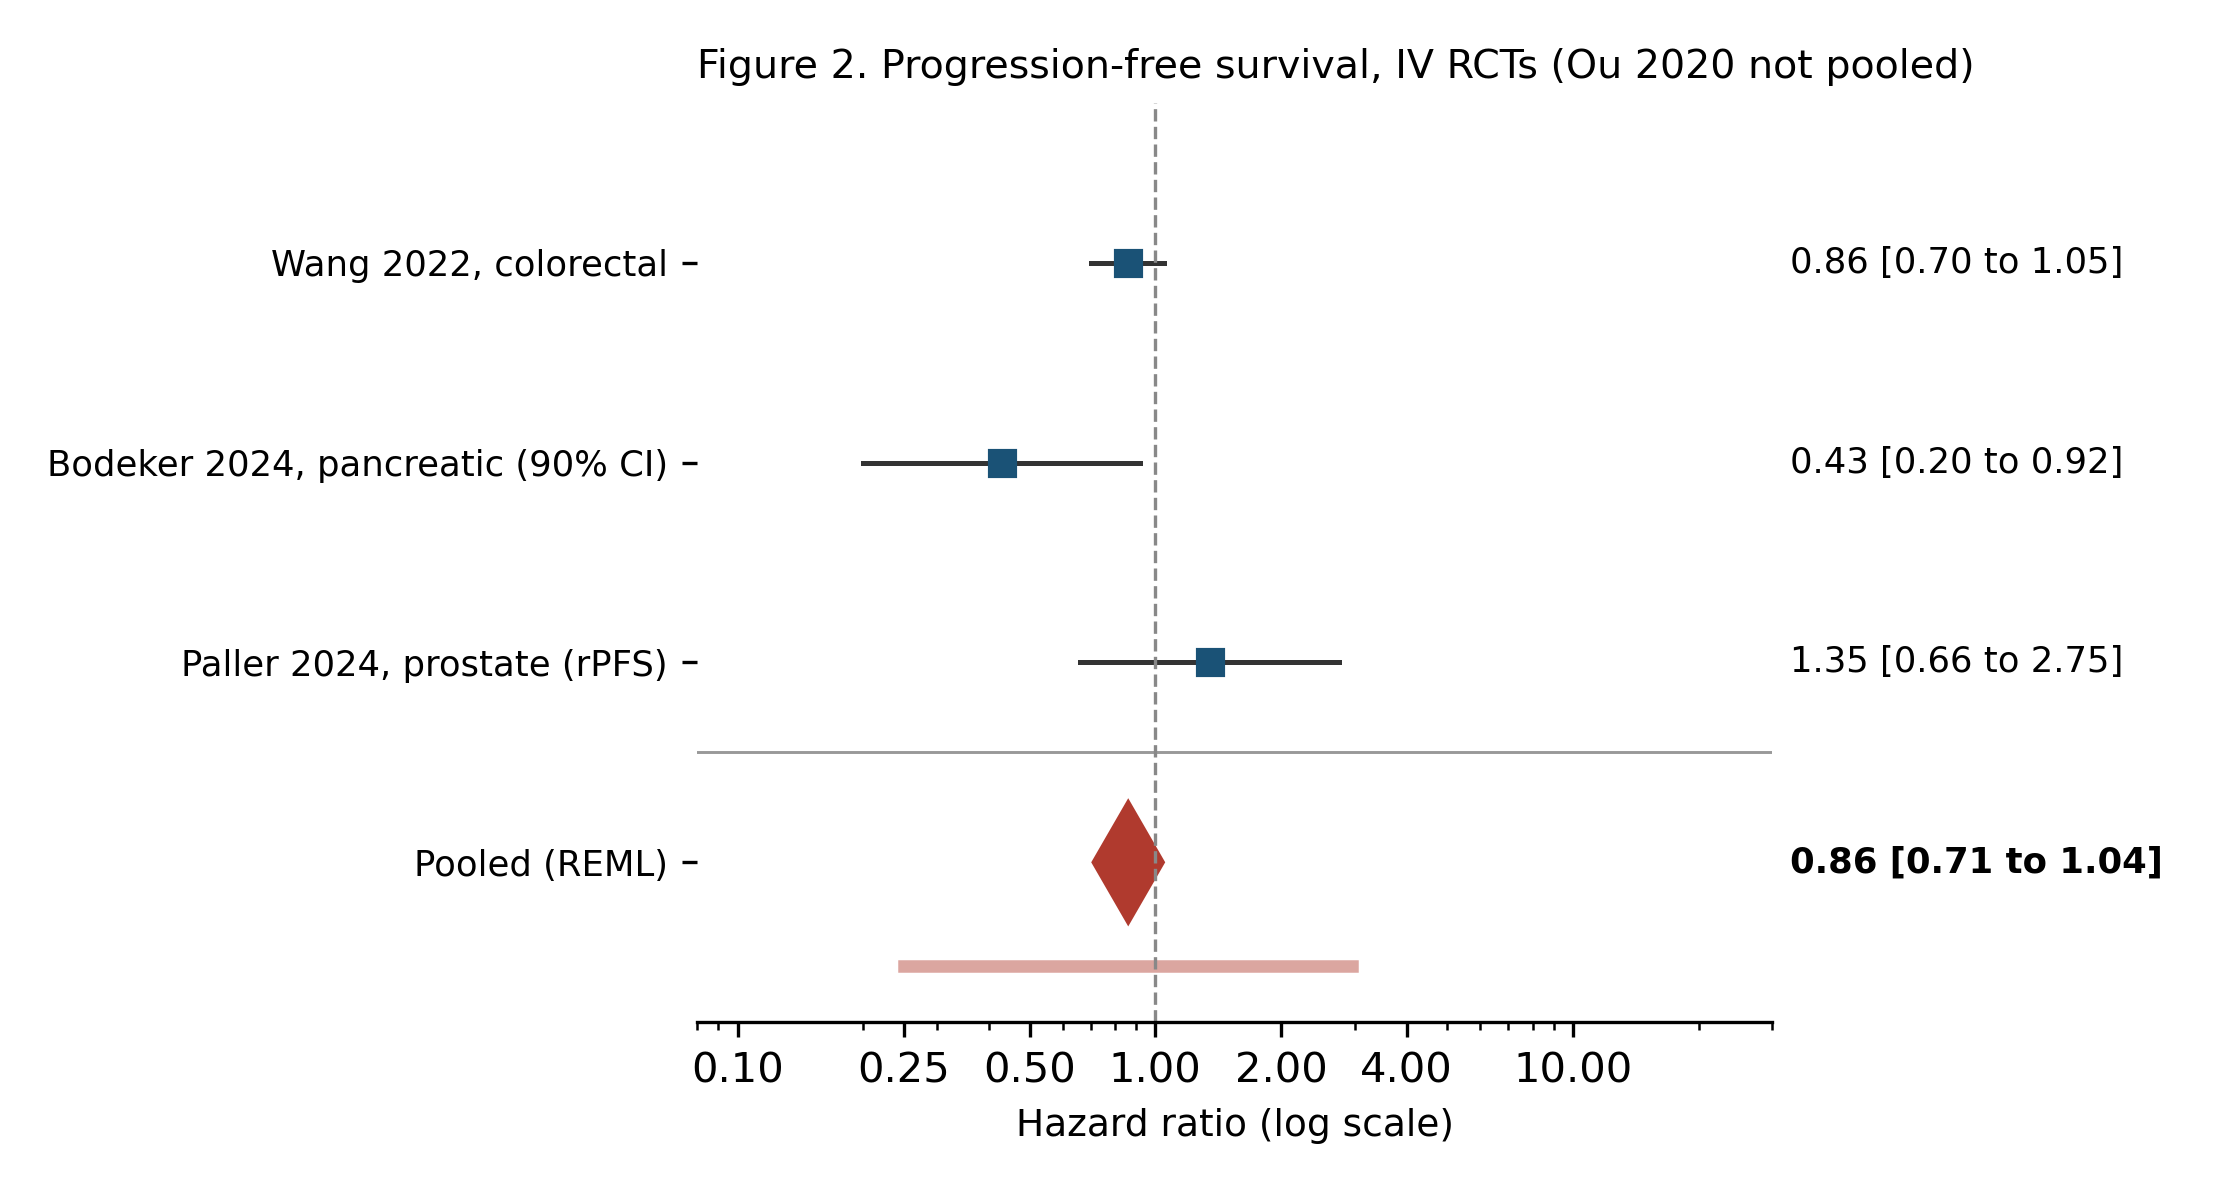 Figure 2. Progression-free survival, IV RCTs (Ou 2020 not pooled)
Wang 2022, colorectal 0.86 [0.70 to 1.05]
Bodeker 2024, pancreatic (90% CI) 0.43 [0.20 to 0.92]
Paller 2024, prostate (rPFS) 1.35 [0.66 to 2.75]
Pooled (REML) 0.86 [0.71 to 1.04]
0.10 0.25 0.50 1.00 2.00 4.00 10.00
Hazard ratio (log scale)